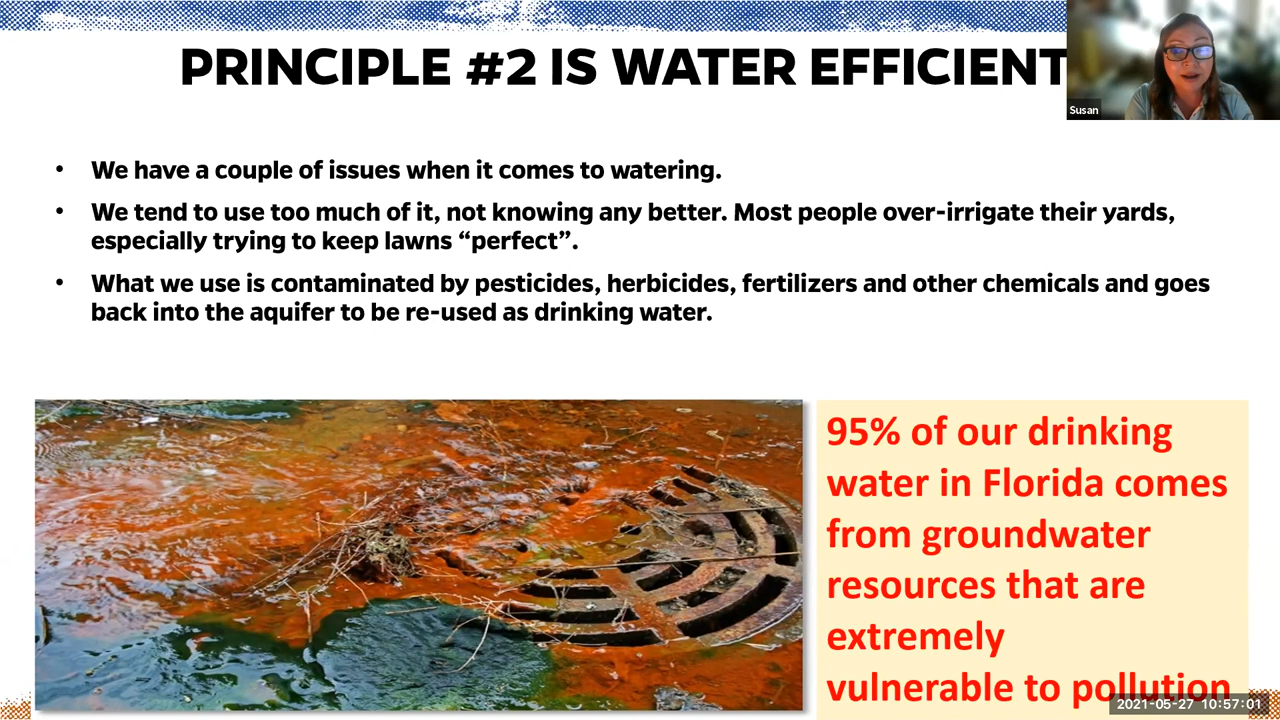 PRINCIPLE #2 IS WATER EFFICIENT
Susan
• We have a couple of issues when it comes to watering.
• We tend to use too much of it, not knowing any better. Most people over-irrigate their yards,
especially trying to keep lawns “perfect”.
• What we use is contaminated by pesticides, herbicides, fertilizers and other chemicals and goes
back into the aquifer to be re-used as drinking water.
95% of our drinking
water in Florida comes
from groundwater
resources that are
extremely
vulnerable to pollution
2021-05-27 10:57:01